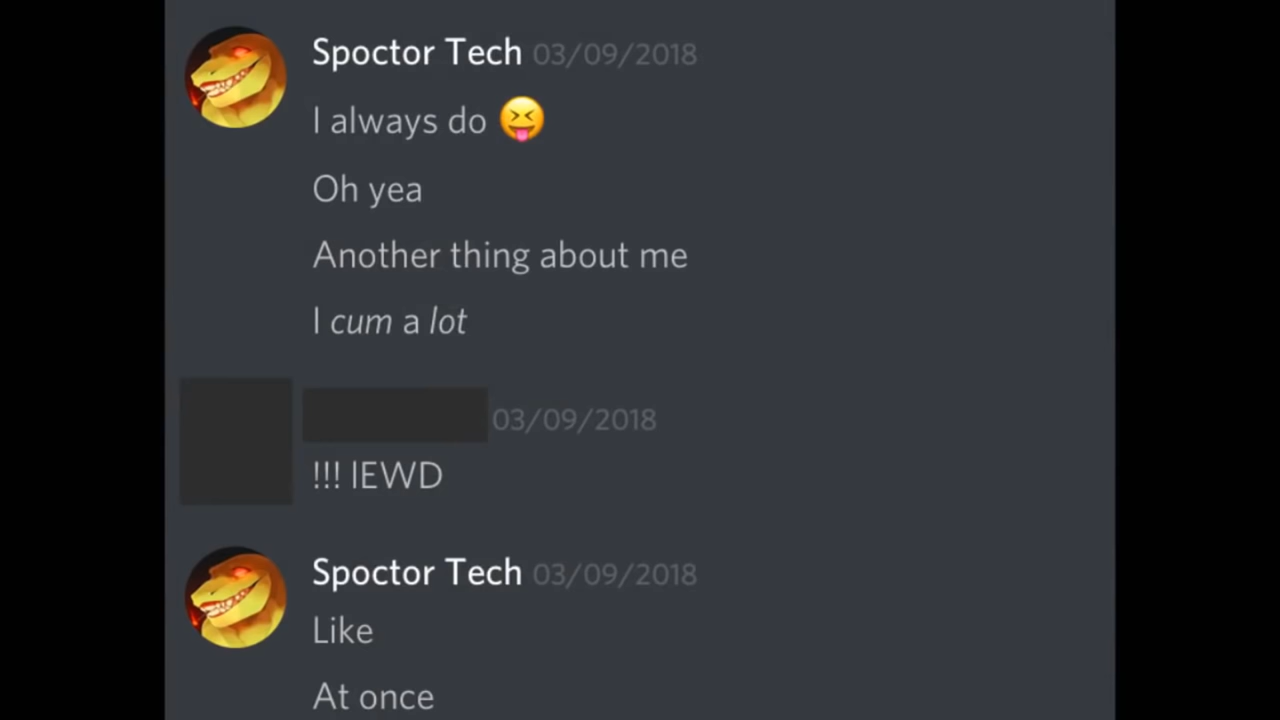 Spoctor Tech 03/09/2018
I always do 😝
Oh yea
Another thing about me
I cum a lot
03/09/2018
!!! lEWD
Spoctor Tech 03/09/2018
Like
At once